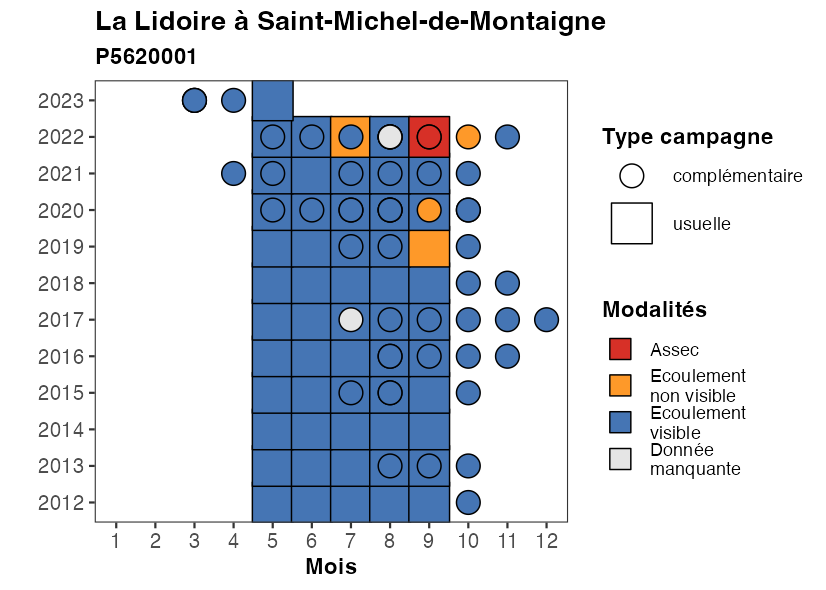 La Lidoire à Saint-Michel-de-Montaigne
P5620001
2023
2022
2021
2020
2019
2018
2017
2016
2015
2014
2013
2012
1 2 3 4 5 6 7 8 9 10 11 12
Mois
Type campagne
complémentaire
usuelle
Modalités
Assec
Ecoulement
non visible
Ecoulement
visible
Donnée
manquante